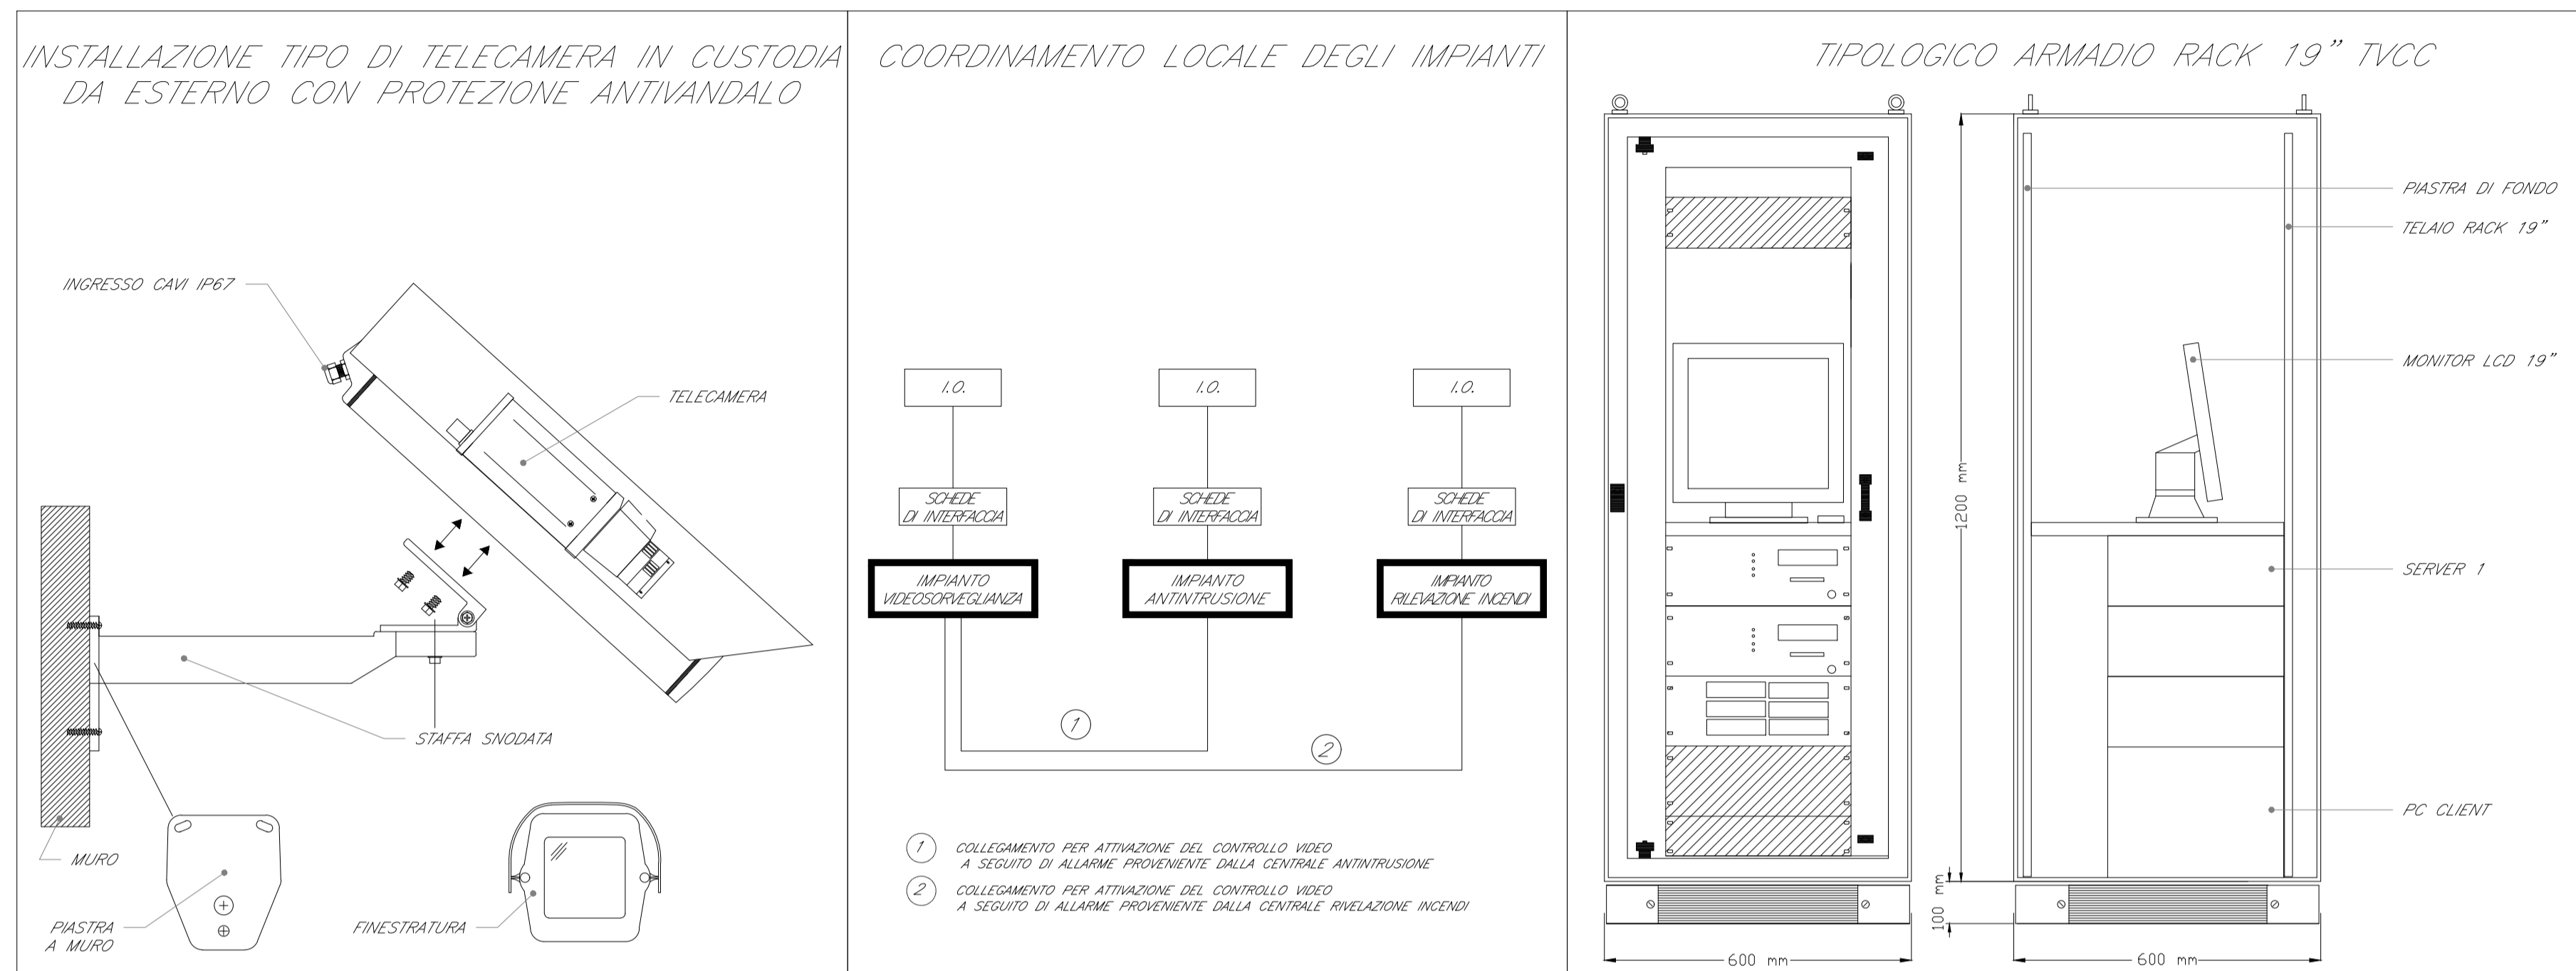 INSTALLAZIONE TIPO DI TELECAMERA IN CUSTODIA
DA ESTERNO CON PROTEZIONE ANTIVANDALO
INGRESSO CAVI IP67
TELECAMERA
STAFFA SNODATA
MURO
PIASTRA
A MURO
FINESTRATURA
COORDINAMENTO LOCALE DEGLI IMPIANTI
I.O.
I.O.
I.O.
SCHEDE
DI INTERFACCIA
SCHEDE
DI INTERFACCIA
SCHEDE
DI INTERFACCIA
IMPIANTO
VIDEOSORVEGLIANZA
IMPIANTO
ANTINTRUSIONE
IMPIANTO
RILEVAZIONE INCENDI
1
2
1 COLLEGAMENTO PER ATTIVAZIONE DEL CONTROLLO VIDEO
A SEGUITO DI ALLARME PROVENIENTE DALLA CENTRALE ANTINTRUSIONE
2 COLLEGAMENTO PER ATTIVAZIONE DEL CONTROLLO VIDEO
A SEGUITO DI ALLARME PROVENIENTE DALLA CENTRALE RIVELAZIONE INCENDI
TIPOLOGICO ARMADIO RACK 19" TVCC
PIASTRA DI FONDO
TELAIO RACK 19"
MONITOR LCD 19"
SERVER 1
PC CLIENT
1200 mm
100 mm
600 mm
600 mm